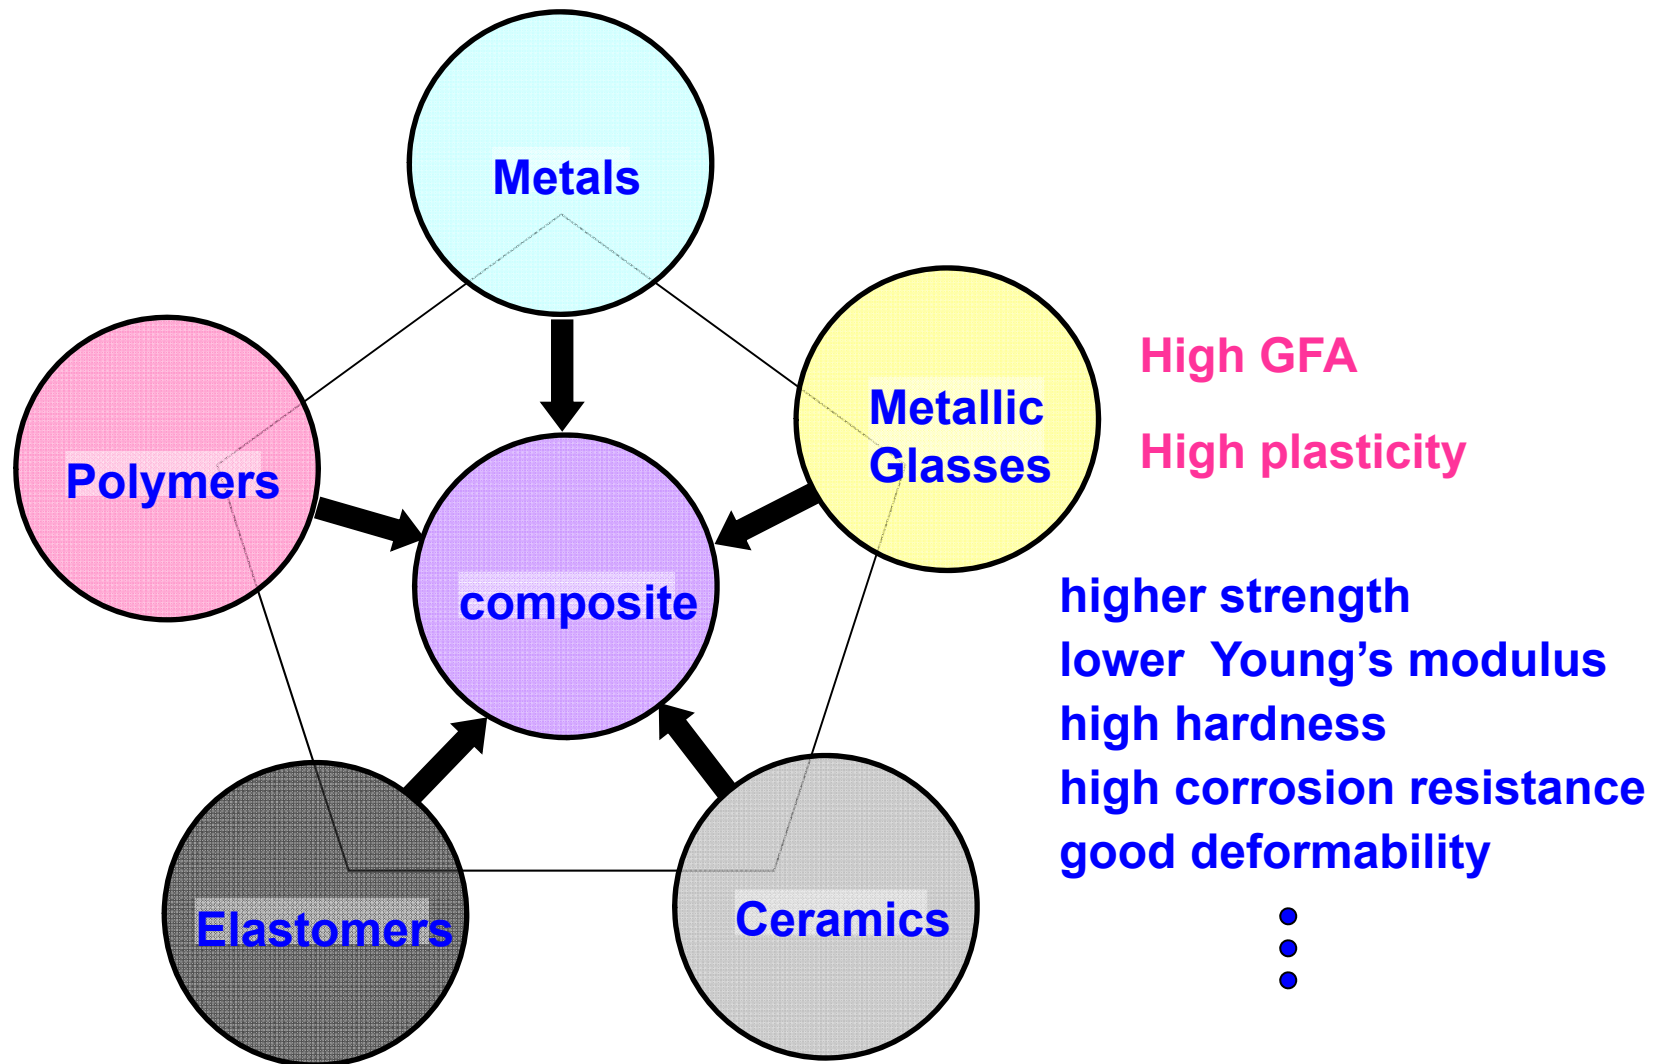 Metals
Metallic
Glasses
Polymers
composite
Elastomers
Ceramics
High GFA
High plasticity
higher strength
lower  Young’s modulus
high hardness
high corrosion resistance
good deformability